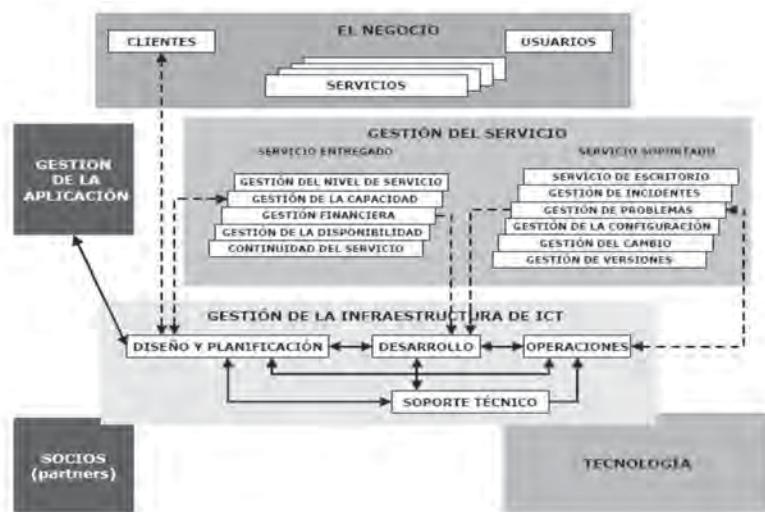 EL NEGOCIO
CLIENTES
USUARIOS
SERVICIOS
GESTION
DE LA
APLICACIÓN
GESTIÓN DEL SERVICIO
SERVICIO ENTREGADO
SERVICIO SOPORTADO
GESTIÓN DEL NIVEL DE SERVICIO
GESTIÓN DE LA CAPACIDAD
GESTIÓN FINANCIERA
GESTIÓN DE LA DISPONIBILIDAD
CONTINUIDAD DEL SERVICIO
SERVICIO DE ESCRITORIO
GESTIÓN DE INCIDENTES
GESTIÓN DE PROBLEMAS
GESTIÓN DE LA CONFIGURACIÓN
GESTIÓN DEL CAMBIO
GESTIÓN DE VERSIONES
GESTIÓN DE LA INFRAESTRUCTURA DE ICT
DISEÑO Y PLANIFICACIÓN
DESARROLLO
OPERACIONES
SOPORTE TÉCNICO
SOCIOS
(partners)
TECNOLOGÍA